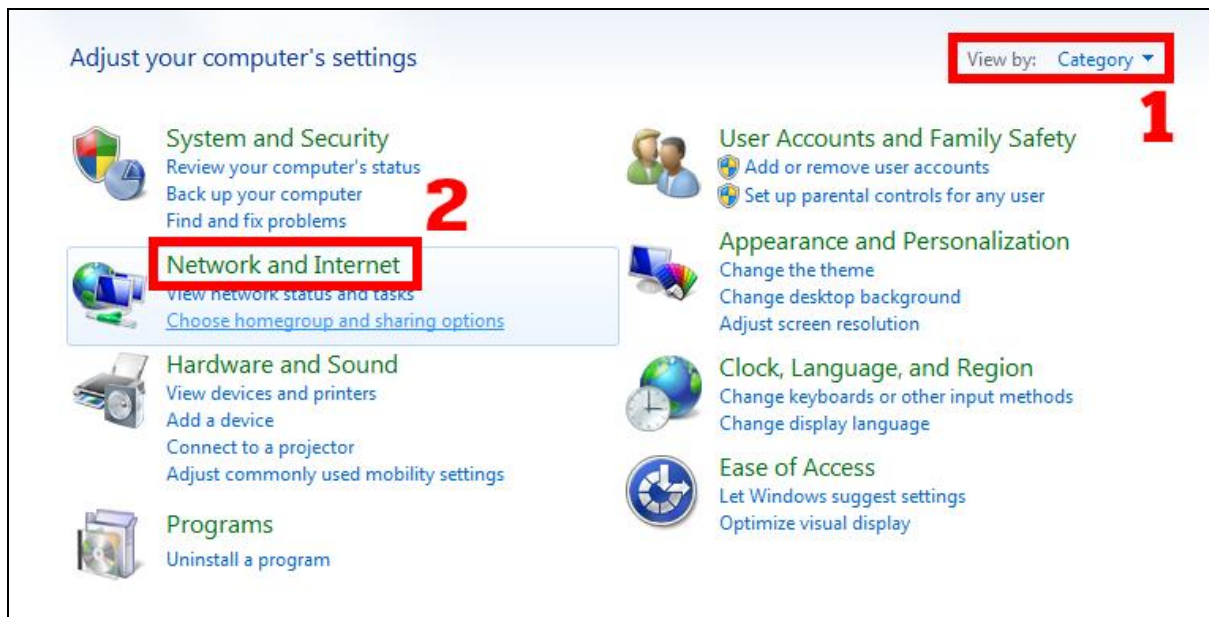 Adjust your computer's settings
View by: Category
1
System and Security
Review your computer's status
Back up your computer
Find and fix problems
2
Network and Internet
View network status and tasks
Choose homegroup and sharing options
Hardware and Sound
View devices and printers
Add a device
Connect to a projector
Adjust commonly used mobility settings
Programs
Uninstall a program
User Accounts and Family Safety
Add or remove user accounts
Set up parental controls for any user
Appearance and Personalization
Change the theme
Change desktop background
Adjust screen resolution
Clock, Language, and Region
Change keyboards or other input methods
Change display language
Ease of Access
Let Windows suggest settings
Optimize visual display